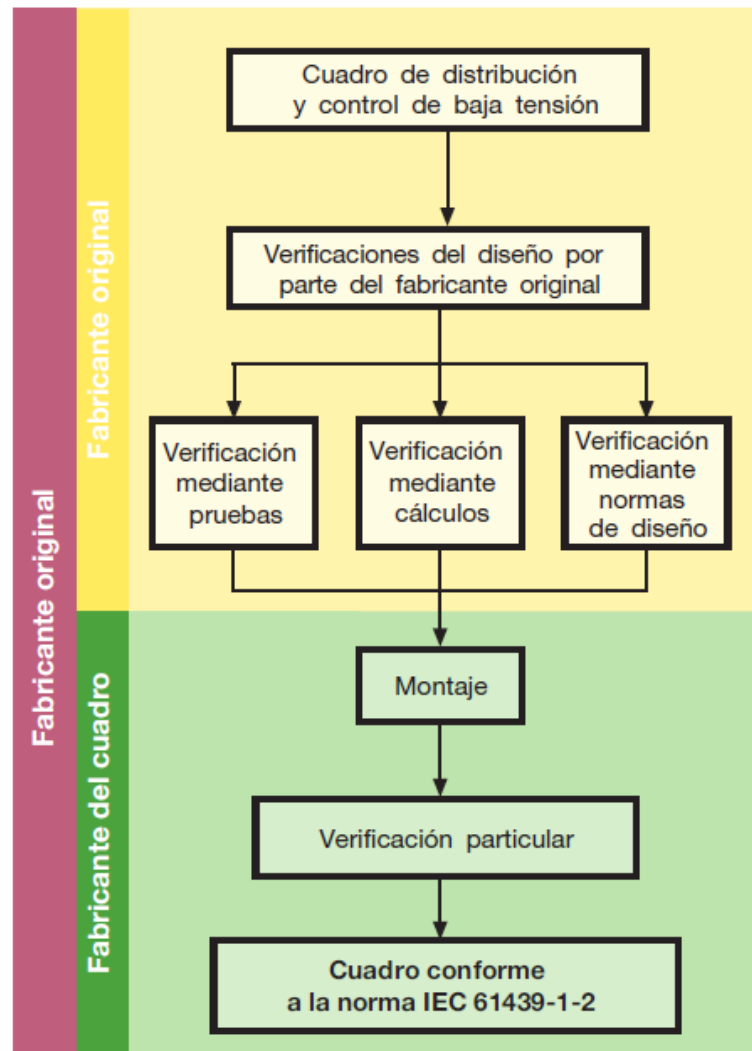 Fabricante original
Fabricante original
Fabricante del cuadro
Cuadro de distribución
y control de baja tensión
Verificaciones del diseño por
parte del fabricante original
Verificación
mediante
pruebas
Verificación
mediante
cálculos
Verificación
mediante
normas
de diseño
Montaje
Verificación particular
Cuadro conforme
a la norma IEC 61439-1-2